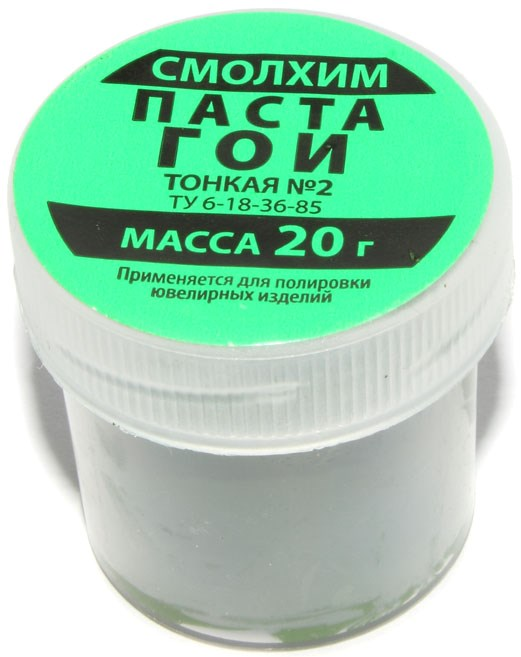 СМОЛХИМ
ПАСТА
ГОИ
ТОНКАЯ №2
ТУ 6-18-36-85
МАССА 20 г
Применяется для полировки
ювелирных изделий